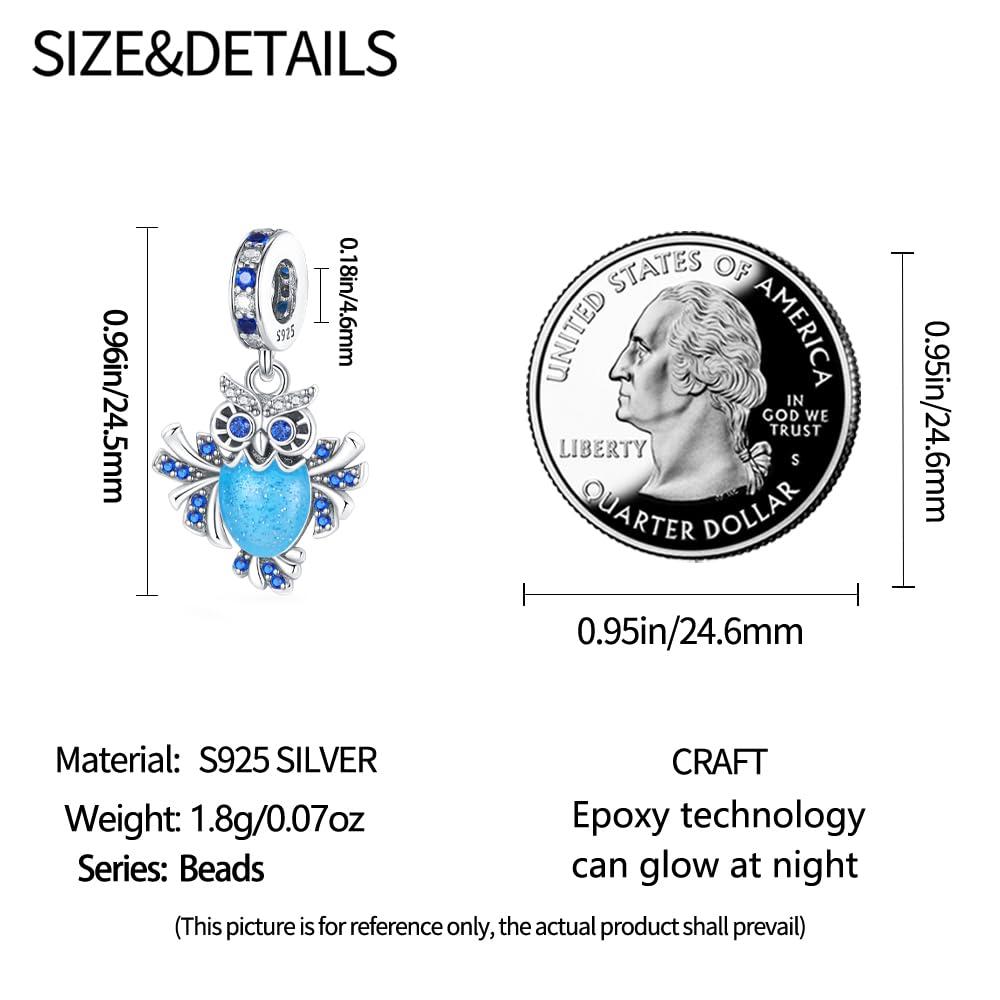 SIZE&DETAILS
0.96in/24.5mm
0.18in/4.6mm
S925
UNITED STATES OF AMERICA
LIBERTY
IN
GOD WE
TRUST
S
QUARTER DOLLAR
0.95in/24.6mm
0.95in/24.6mm
Material: S925 SILVER
Weight: 1.8g/0.07oz
Series: Beads
CRAFT
Epoxy technology
can glow at night
(This picture is for reference only, the actual product shall prevail)